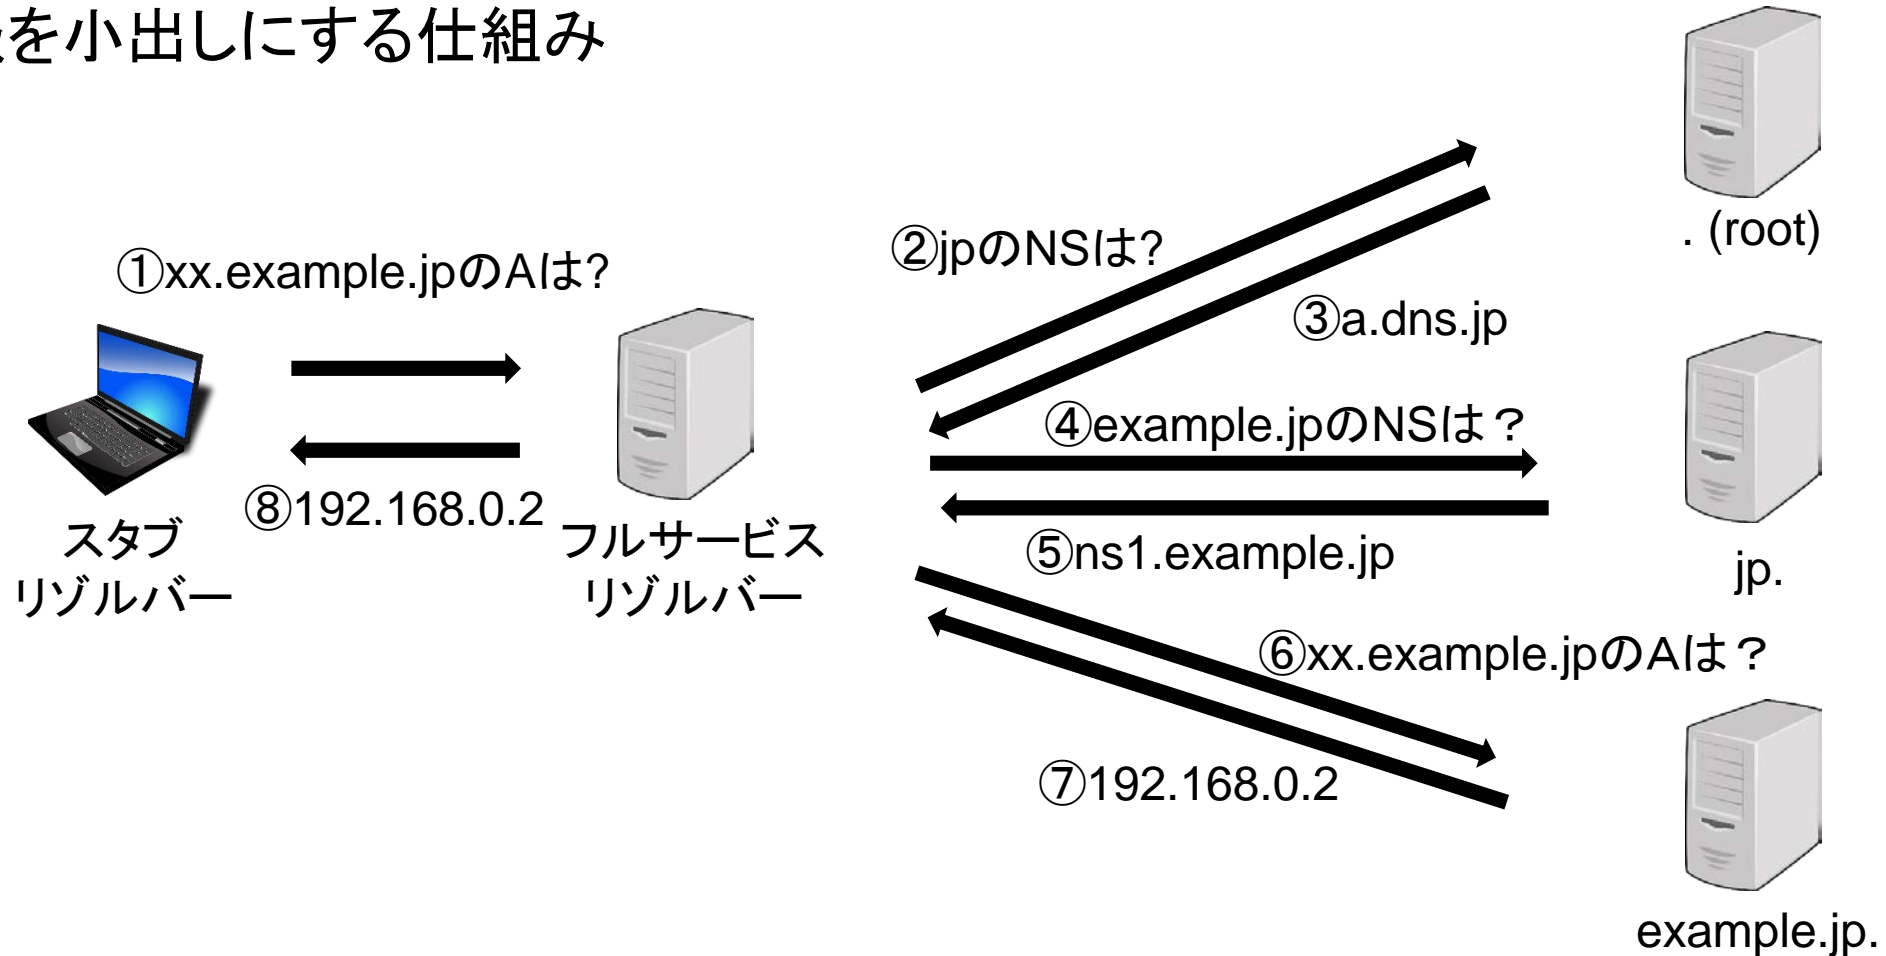 を小出しにする仕組み
. (root)
②jpのNSは?
①xx.example.jpのAは?
③a.dns.jp
④example.jpのNSは？
⑧192.168.0.2
スタブ
リゾルバー
フルサービス
リゾルバー
⑤ns1.example.jp
jp.
⑥xx.example.jpのAは？
⑦192.168.0.2
example.jp.